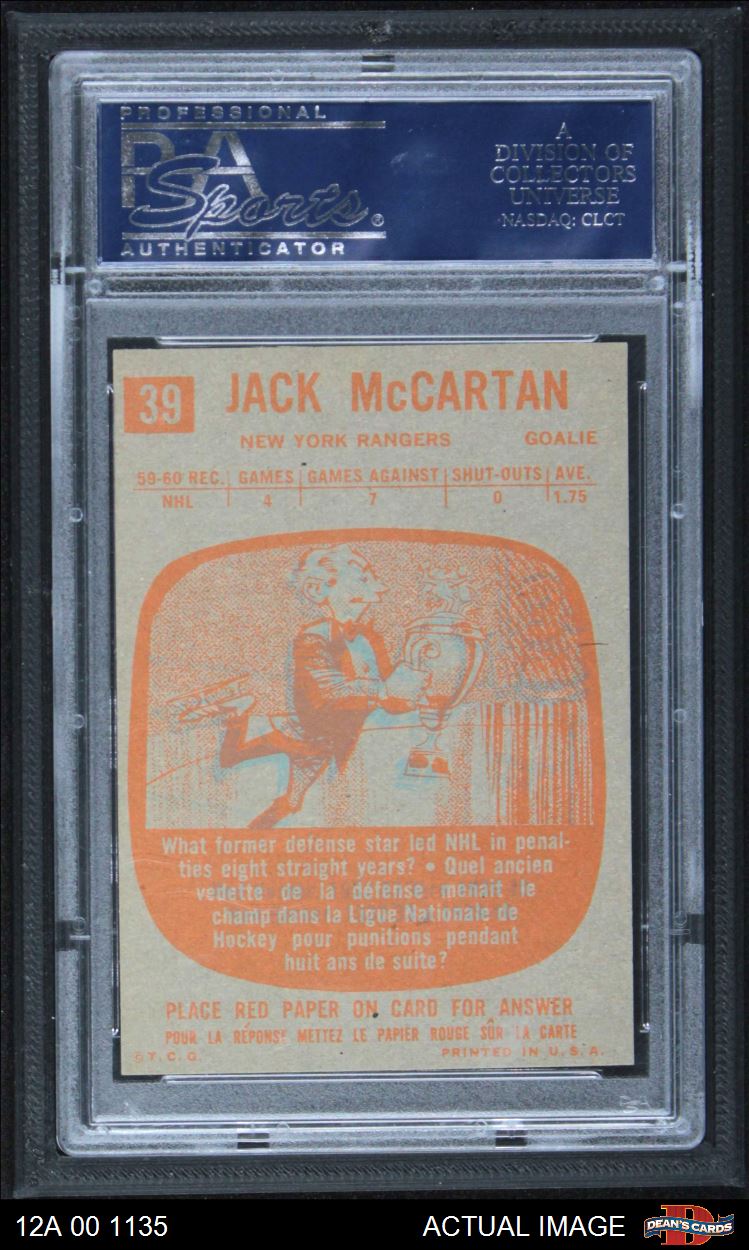 PROFESSIONAL
PSA
Sports®
AUTHENTICATOR
A
DIVISION OF
COLLECTORS
UNIVERSE
NASDAQ: CLCT
39
JACK McCARTAN
NEW YORK RANGERS GOALIE
59-60 REC. GAMES GAMES AGAINST SHUT-OUTS AVE.
NHL 4 7 0 1.75
What former defense star led NHL in penal-
ties eight straight years? • Quel ancien
vedette de la défense menait le
champ dans la Ligue Nationale de
Hockey pour punitions pendant
huit ans de suite?
PLACE RED PAPER ON CARD FOR ANSWER
POUR LA RÉPONSE METTEZ LE PAPIER ROUGE SÛR LA CARTE
©T.C.G. PRINTED IN U.S.A.
12A 00 1135 ACTUAL IMAGE DEAN'S CARDS